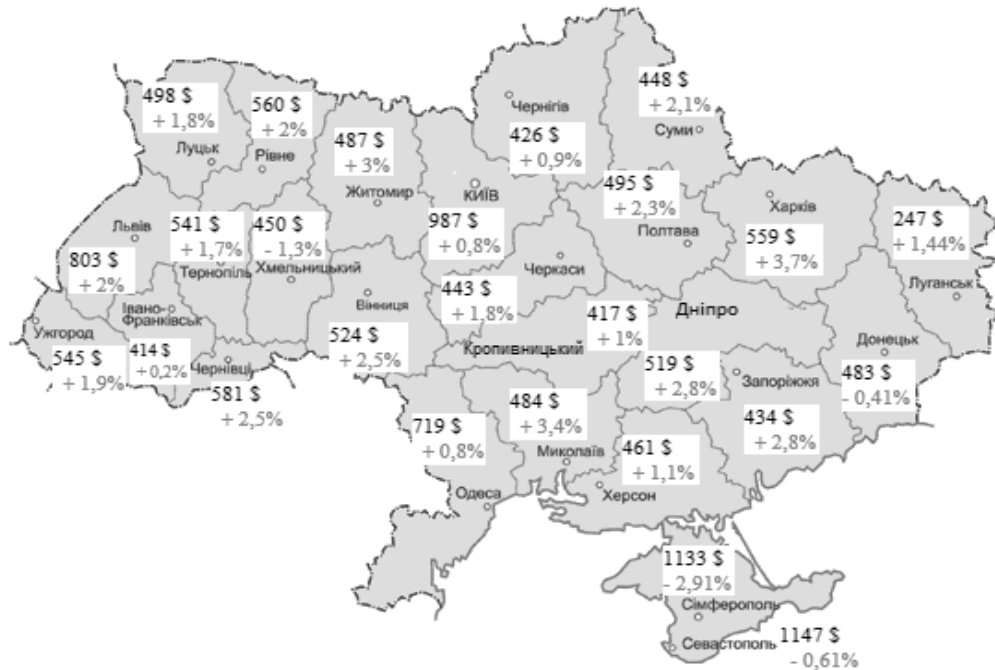 498 $
+ 1,8%
Луцьк
560 $
+ 2%
Рівне
487 $
+ 3%
Житомир
КИЇВ
987 $
+ 0,8%
Чернігів
426 $
+ 0,9%
448 $
+ 2,1%
Суми
495 $
+ 2,3%
Полтава
Харків
559 $
+ 3,7%
247 $
+ 1,44%
Луганськ
Львів
803 $
+ 2%
541 $
+ 1,7%
Тернопіль
450 $
- 1,3%
Хмельницький
Вінниця
524 $
+ 2,5%
Черкаси
443 $
+ 1,8%
417 $
+ 1%
Кропивницький
Дніпро
519 $
+ 2,8%
Донецьк
483 $
- 0,41%
Ужгород
545 $
+ 1,9%
Івано-
Франківськ
414 $
+ 0,2%
Чернівці
581 $
+ 2,5%
Запоріжжя
434 $
+ 2,8%
719 $
+ 0,8%
Одеса
484 $
+ 3,4%
Миколаїв
461 $
+ 1,1%
Херсон
1133 $
- 2,91%
Сімферополь
Севастополь
1147 $
- 0,61%